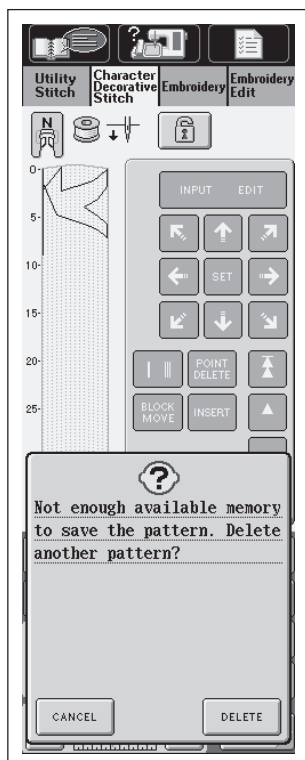 Utility Stitch
Character Decorative Stitch
Embroidery
Embroidery Edit
N
0-
5-
10-
15-
20-
25-
INPUT EDIT
SET
POINT DELETE
BLOCK MOVE
INSERT
?
Not enough available memory
to save the pattern. Delete
another pattern?
CANCEL
DELETE